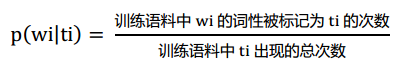 p(wi|ti) = 训练语料中 wi 的词性被标记为 ti 的次数
训练语料中 ti 出现的总次数